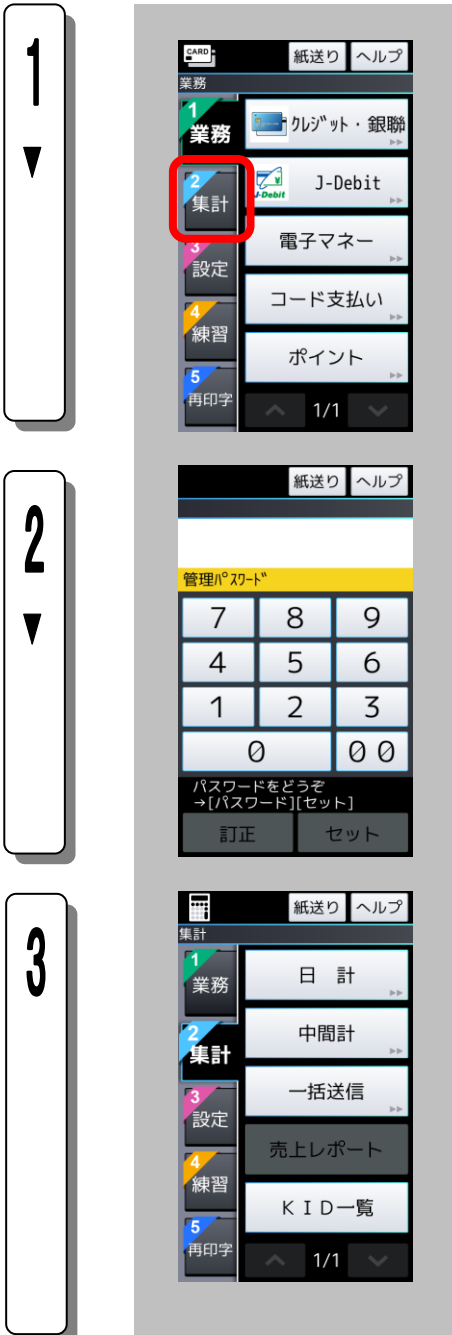 1
▼
CARD
紙送り ヘルプ
業務
1 業務
2 集計
3 設定
4 練習
5 再印字
クレジット・銀聯
J-Debit J-Debit
電子マネー
コード支払い
ポイント
1/1
2
▼
紙送り ヘルプ
管理パスワード
7 8 9
4 5 6
1 2 3
0 00
パスワードをどうぞ
→[パスワード][セット]
訂正 セット
3
紙送り ヘルプ
集計
1 業務
2 集計
3 設定
4 練習
5 再印字
日 計
中間計
一括送信
売上レポート
KID一覧
1/1